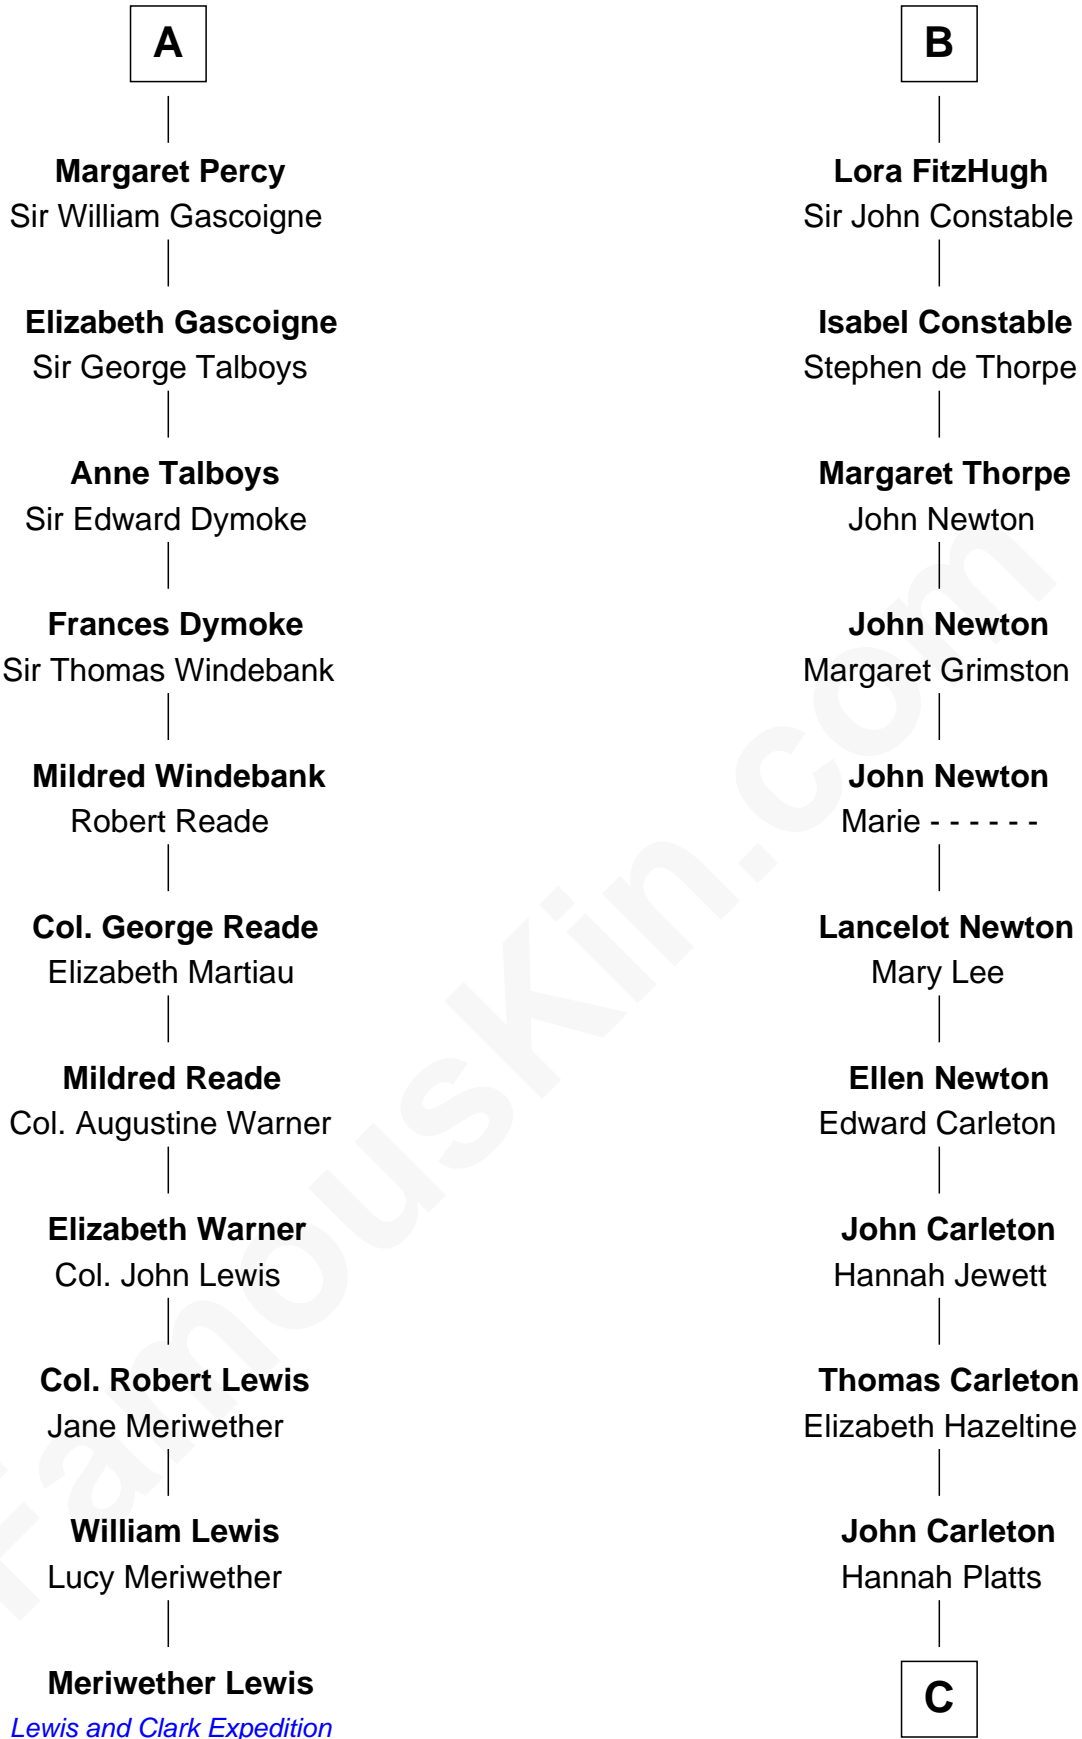 A
Margaret Percy
Sir William Gascoigne
Elizabeth Gascoigne
Sir George Talboys
Anne Talboys
Sir Edward Dymoke
Frances Dymoke
Sir Thomas Windebank
Mildred Windebank
Robert Reade
Col. George Reade
Elizabeth Martiau
Mildred Reade
Col. Augustine Warner
Elizabeth Warner
Col. John Lewis
Col. Robert Lewis
Jane Meriwether
William Lewis
Lucy Meriwether
Meriwether Lewis
Lewis and Clark Expedition
B
Lora FitzHugh
Sir John Constable
Isabel Constable
Stephen de Thorpe
Margaret Thorpe
John Newton
John Newton
Margaret Grimston
John Newton
Marie - - - - - -
Lancelot Newton
Mary Lee
Ellen Newton
Edward Carleton
John Carleton
Hannah Jewett
Thomas Carleton
Elizabeth Hazeltine
John Carleton
Hannah Platts
C
FamousKin.com